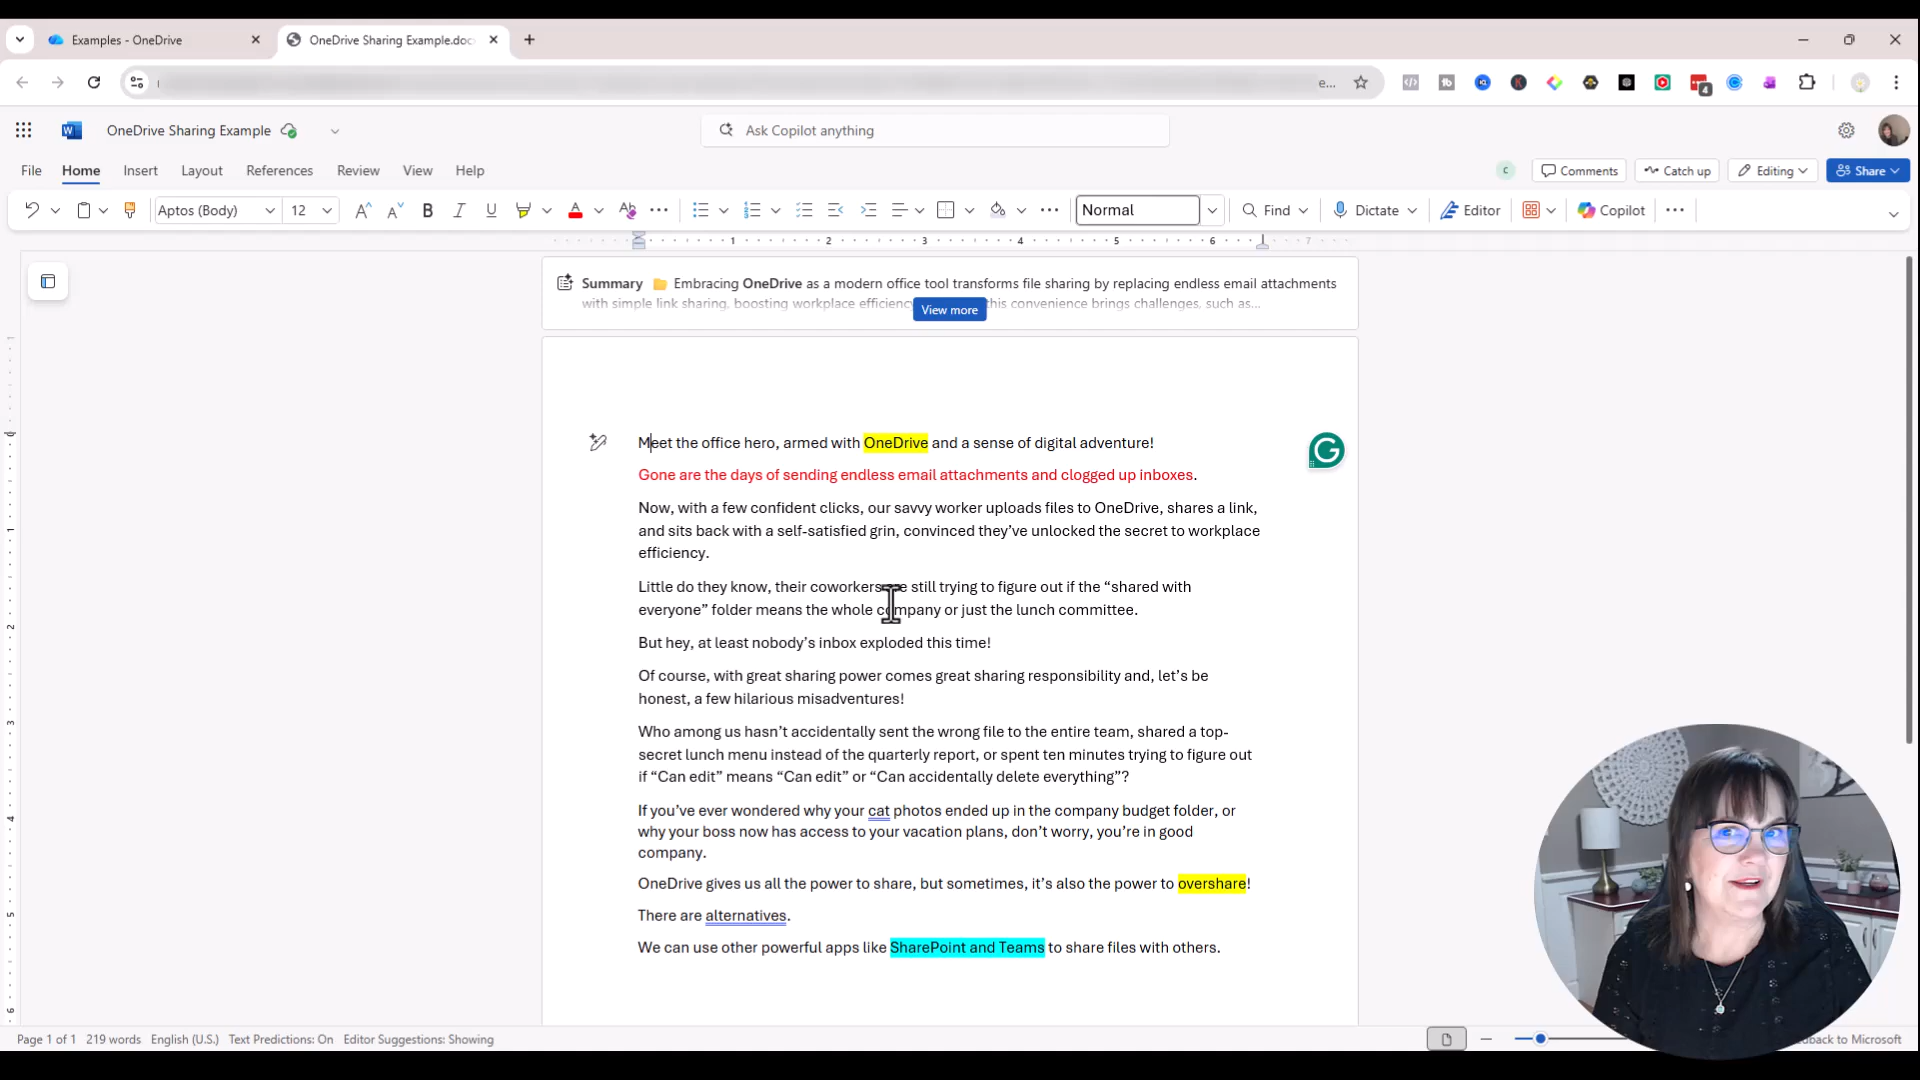 Examples - OneDrive
OneDrive Sharing Example.docx
e...
4
W
OneDrive Sharing Example
Ask Copilot anything
File Home Insert Layout References Review View Help
C Comments Catch up Editing Share
Aptos (Body) 12 B I U A Normal Find Dictate Editor Copilot
1 2 3 4 5 6 7
Summary Embracing OneDrive as a modern office tool transforms file sharing by replacing endless email attachments
with simple link sharing, boosting workplace efficiency this convenience brings challenges, such as...
View more
Meet the office hero, armed with OneDrive and a sense of digital adventure!
G
Gone are the days of sending endless email attachments and clogged up inboxes.
Now, with a few confident clicks, our savvy worker uploads files to OneDrive, shares a link,
and sits back with a self-satisfied grin, convinced they’ve unlocked the secret to workplace
efficiency.
Little do they know, their coworkers still trying to figure out if the “shared with
everyone” folder means the whole company or just the lunch committee.
But hey, at least nobody’s inbox exploded this time!
Of course, with great sharing power comes great sharing responsibility and, let’s be
honest, a few hilarious misadventures!
Who among us hasn’t accidentally sent the wrong file to the entire team, shared a top-
secret lunch menu instead of the quarterly report, or spent ten minutes trying to figure out
if “Can edit” means “Can edit” or “Can accidentally delete everything”?
If you’ve ever wondered why your cat photos ended up in the company budget folder, or
why your boss now has access to your vacation plans, don’t worry, you’re in good
company.
OneDrive gives us all the power to share, but sometimes, it’s also the power to overshare!
There are alternatives.
We can use other powerful apps like SharePoint and Teams to share files with others.
Page 1 of 1 219 words English (U.S.) Text Predictions: On Editor Suggestions: Showing
back to Microsoft